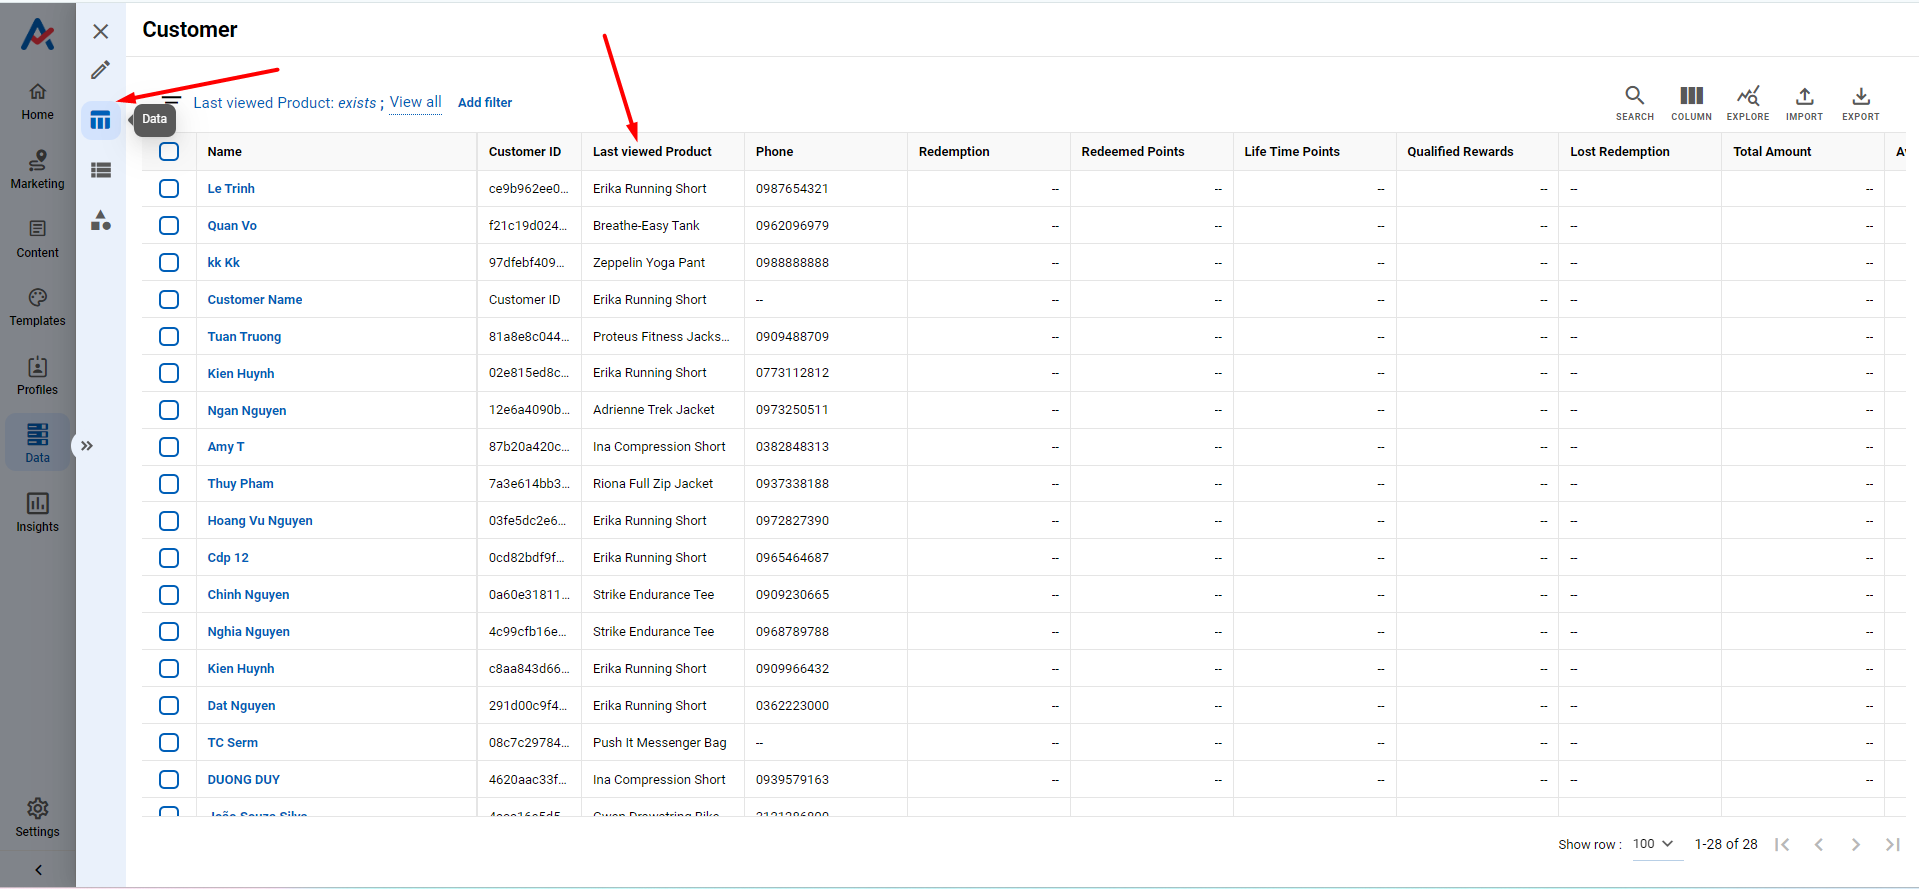 Customer
Last viewed Product: exists ; View all Add filter
SEARCH COLUMN EXPLORE IMPORT EXPORT
Data
Home
Marketing
Content
Templates
Profiles
Data
Insights
Settings
Name Customer ID Last viewed Product Phone Redemption Redeemed Points Life Time Points Qualified Rewards Lost Redemption Total Amount
Le Trinh ce9b962ee0... Erika Running Short 0987654321 -- -- -- -- -- --
Quan Vo f21c19d024... Breathe-Easy Tank 0962096979 -- -- -- -- -- --
kk Kk 97dfebf409... Zeppelin Yoga Pant 0988888888 -- -- -- -- -- --
Customer Name Customer ID Erika Running Short -- -- -- -- -- -- --
Tuan Truong 81a8e8c044... Proteus Fitness Jacks... 0909488709 -- -- -- -- -- --
Kien Huynh 02e815ed8c... Erika Running Short 0773112812 -- -- -- -- -- --
Ngan Nguyen 12e6a4090b... Adrienne Trek Jacket 0973250511 -- -- -- -- -- --
Amy T 87b20a420c... Ina Compression Short 0382848313 -- -- -- -- -- --
Thuy Pham 7a3e614bb3... Riona Full Zip Jacket 0937338188 -- -- -- -- -- --
Hoang Vu Nguyen 03fe5dc2e6... Erika Running Short 0972827390 -- -- -- -- -- --
Cdp 12 0cd82bdf9f... Erika Running Short 0965464687 -- -- -- -- -- --
Chinh Nguyen 0a60e31811... Strike Endurance Tee 0909230665 -- -- -- -- -- --
Nghia Nguyen 4c99cfb16e... Strike Endurance Tee 0968789788 -- -- -- -- -- --
Kien Huynh c8aa843d66... Erika Running Short 0909966432 -- -- -- -- -- --
Dat Nguyen 291d00c9f4... Erika Running Short 0362223000 -- -- -- -- -- --
TC Serm 08c7c29784... Push It Messenger Bag -- -- -- -- -- -- --
DUONG DUY 4620aac33f... Ina Compression Short 0939579163 -- -- -- -- -- --
Show row : 100 1-28 of 28